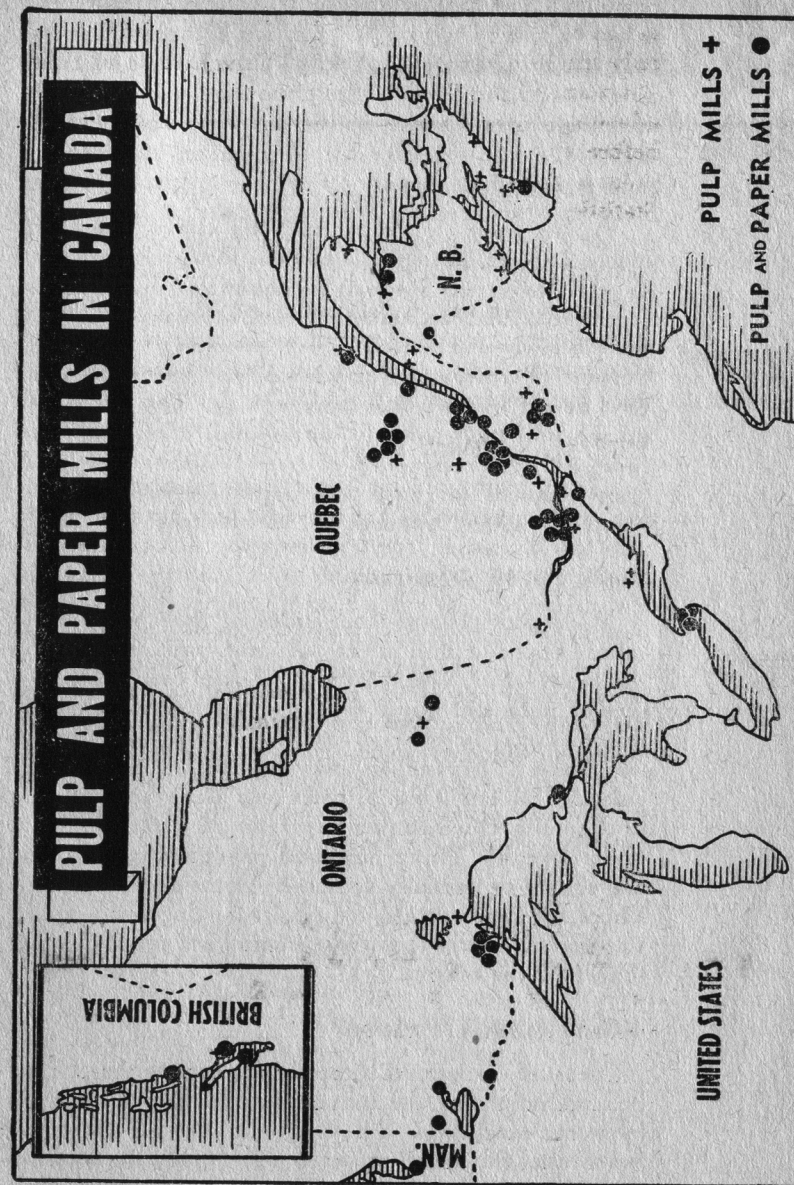 PULP AND PAPER MILLS IN CANADA
BRITISH COLUMBIA
MAN.
ONTARIO
QUEBEC
N. B.
UNITED STATES
PULP MILLS +
PULP AND PAPER MILLS ●